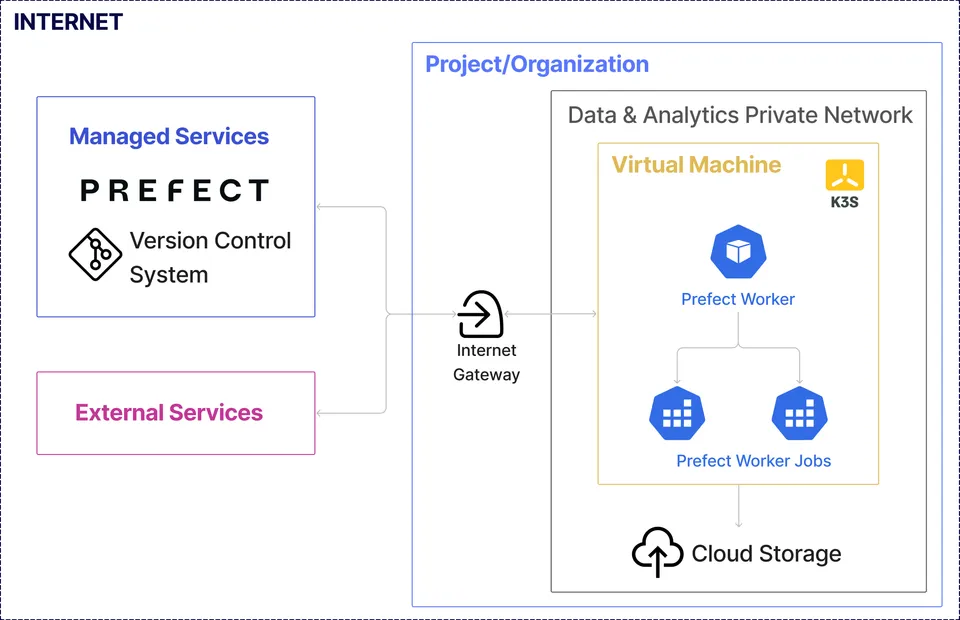 INTERNET
Project/Organization
Data & Analytics Private Network
Managed Services
PREFECT
Version Control
System
External Services
Internet
Gateway
Virtual Machine
K3S
Prefect Worker
Prefect Worker Jobs
Cloud Storage